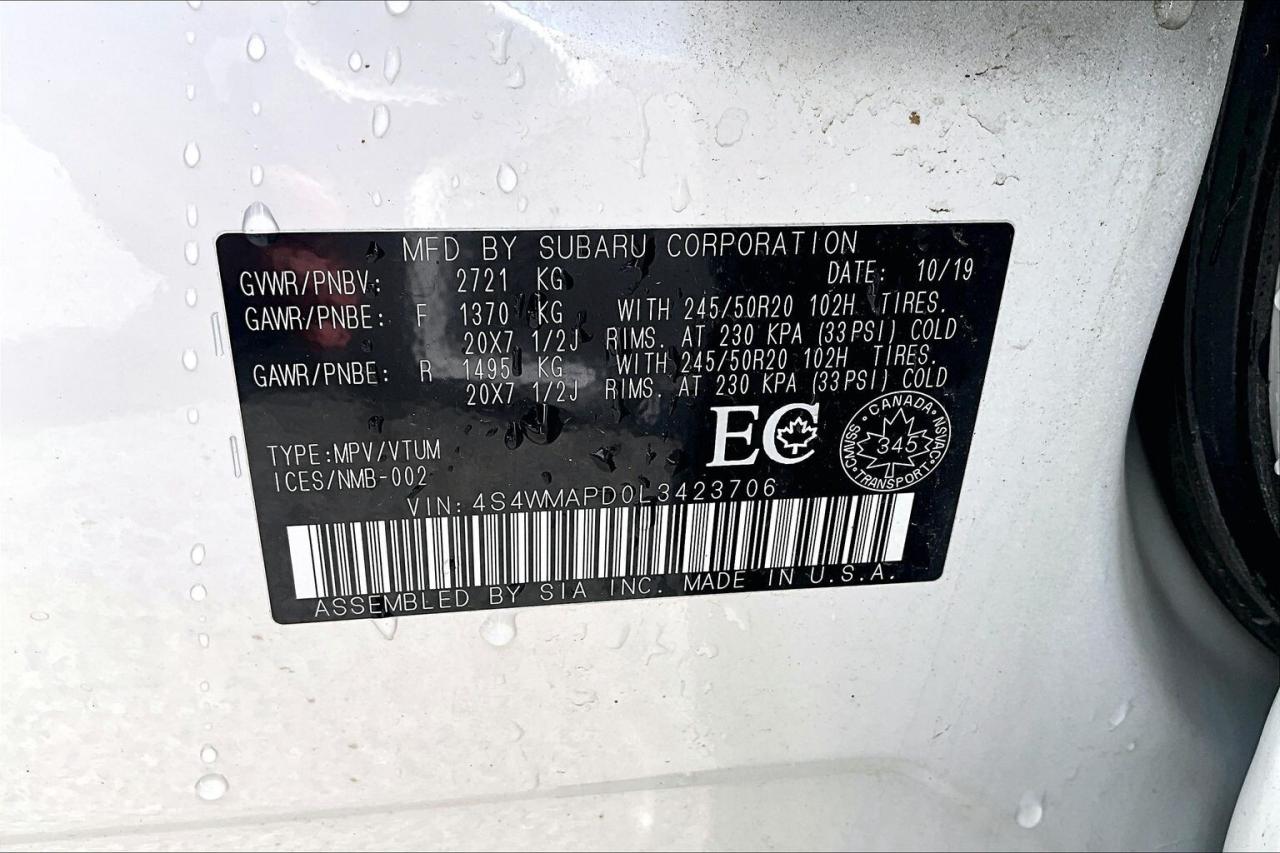 MFD BY SUBARU CORPORATION
GVWR/PNBV: 2721 KG DATE: 10/19
GAWR/PNBE: F 1370 KG WITH 245/50R20 102H TIRES.
20X7 1/2J RIMS. AT 230 KPA (33PSI) COLD
GAWR/PNBE: R 1495 KG WITH 245/50R20 102H TIRES.
20X7 1/2J RIMS. AT 230 KPA (33PSI) COLD
EC
CANADA NSVAC TRANSPORT CMVSS
345
TYPE:MPV/VTUM
ICES/NMB-002
VIN: 4S4WMAPD0L3423706
ASSEMBLED BY SIA INC. MADE IN U.S.A.